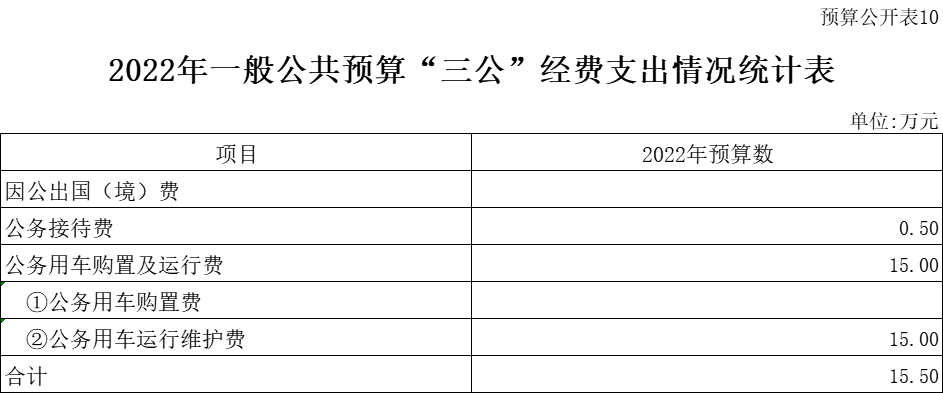 预算公开表10
2022年一般公共预算“三公”经费支出情况统计表
单位:万元
项目 2022年预算数
因公出国（境）费
公务接待费 0.50
公务用车购置及运行费 15.00
①公务用车购置费
②公务用车运行维护费 15.00
合计 15.50